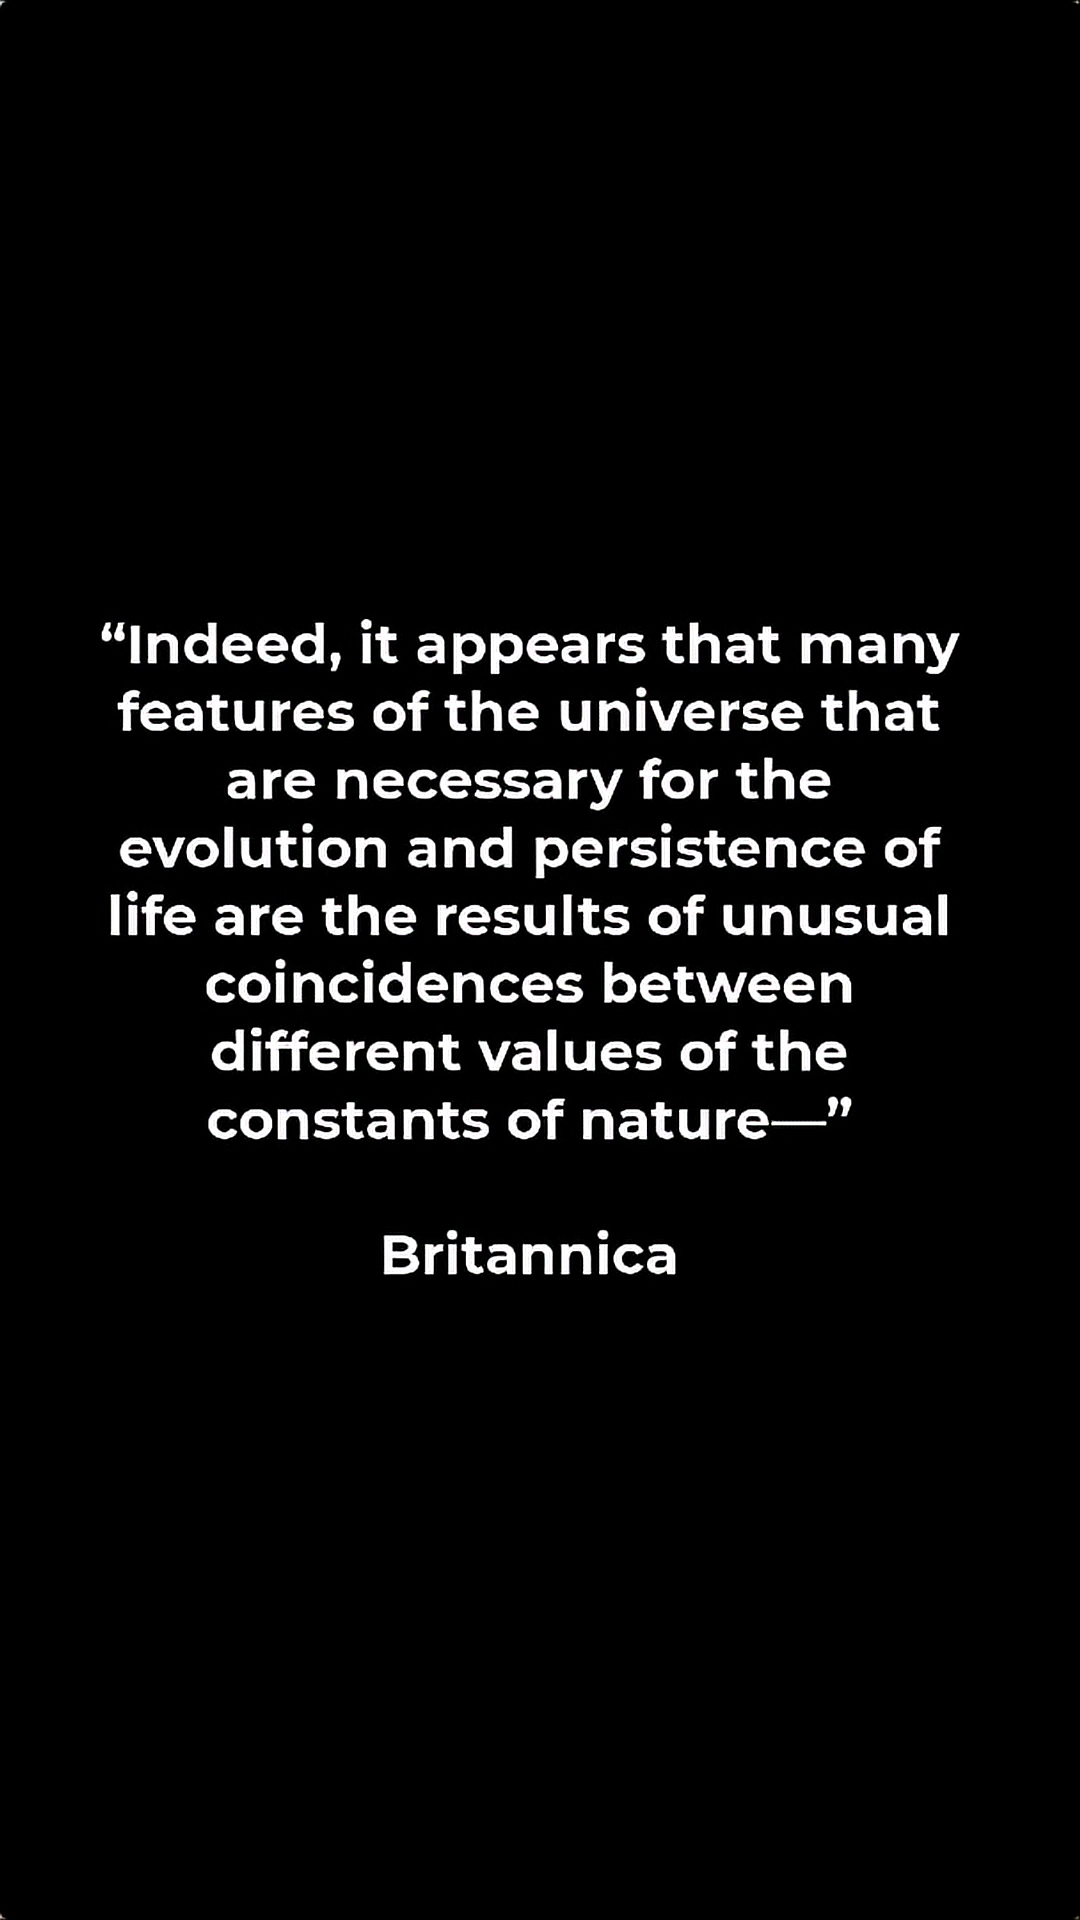 “Indeed, it appears that many
features of the universe that
are necessary for the
evolution and persistence of
life are the results of unusual
coincidences between
different values of the
constants of nature—”
Britannica